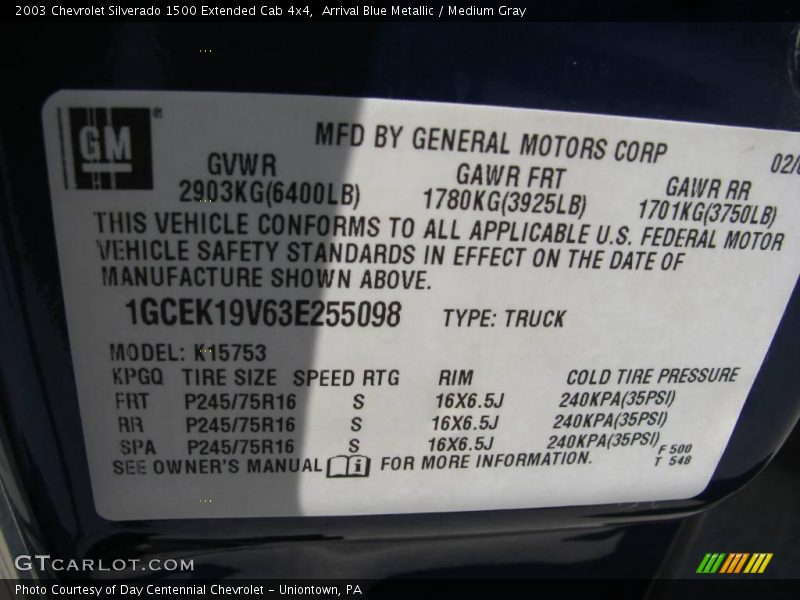 2003 Chevrolet Silverado 1500 Extended Cab 4x4,  Arrival Blue Metallic / Medium Gray
GM
MFD BY GENERAL MOTORS CORP
GVWR GAWR FRT GAWR RR
2903KG(6400LB) 1780KG(3925LB) 1701KG(3750LB)
THIS VEHICLE CONFORMS TO ALL APPLICABLE U.S. FEDERAL MOTOR
VEHICLE SAFETY STANDARDS IN EFFECT ON THE DATE OF
MANUFACTURE SHOWN ABOVE.
1GCEK19V63E255098 TYPE: TRUCK
MODEL: K15753
KPGQ TIRE SIZE SPEED RTG RIM COLD TIRE PRESSURE
FRT P245/75R16 S 16X6.5J 240KPA(35PSI)
RR P245/75R16 S 16X6.5J 240KPA(35PSI)
SPA P245/75R16 S 16X6.5J 240KPA(35PSI)
SEE OWNER'S MANUAL i FOR MORE INFORMATION.
F 500
T 548
GTCARLOT.COM
Photo Courtesy of Day Centennial Chevrolet - Uniontown, PA